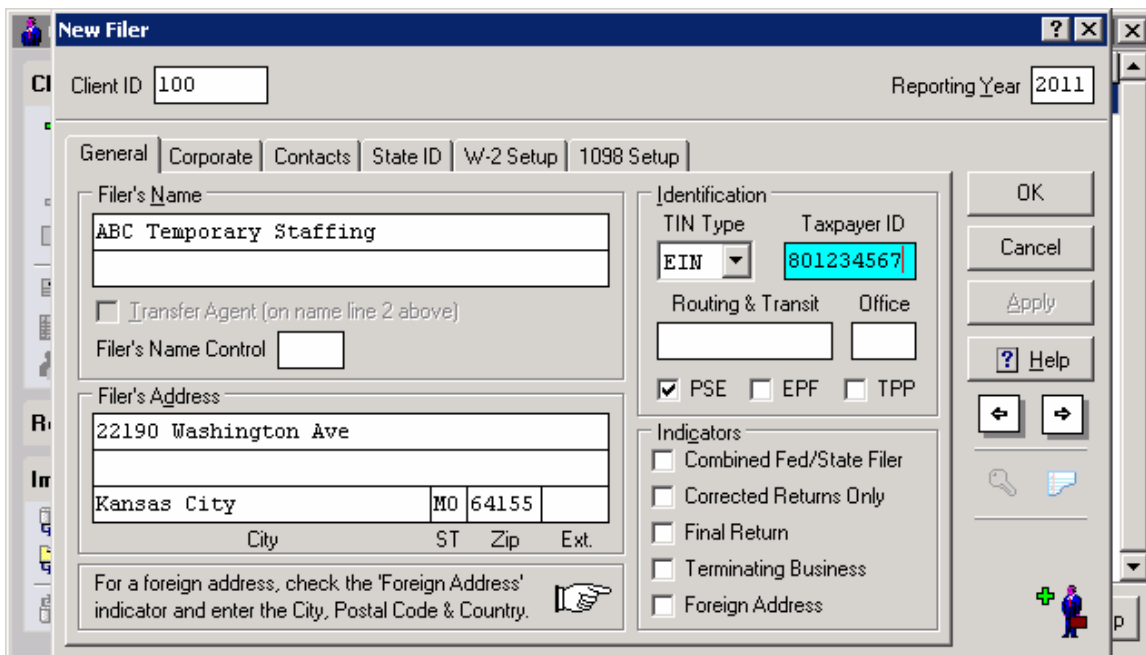 New Filer
Client ID 100 Reporting Year 2011
General Corporate Contacts State ID W-2 Setup 1098 Setup
Filer's Name
ABC Temporary Staffing
Transfer Agent (on name line 2 above)
Filer's Name Control
Filer's Address
22190 Washington Ave
Kansas City MO 64155
City ST Zip Ext.
For a foreign address, check the 'Foreign Address'
indicator and enter the City, Postal Code & Country.
Identification
TIN Type Taxpayer ID
EIN 801234567
Routing & Transit Office
PSE EPF TPP
Indicators
Combined Fed/State Filer
Corrected Returns Only
Final Return
Terminating Business
Foreign Address
OK
Cancel
Apply
? Help